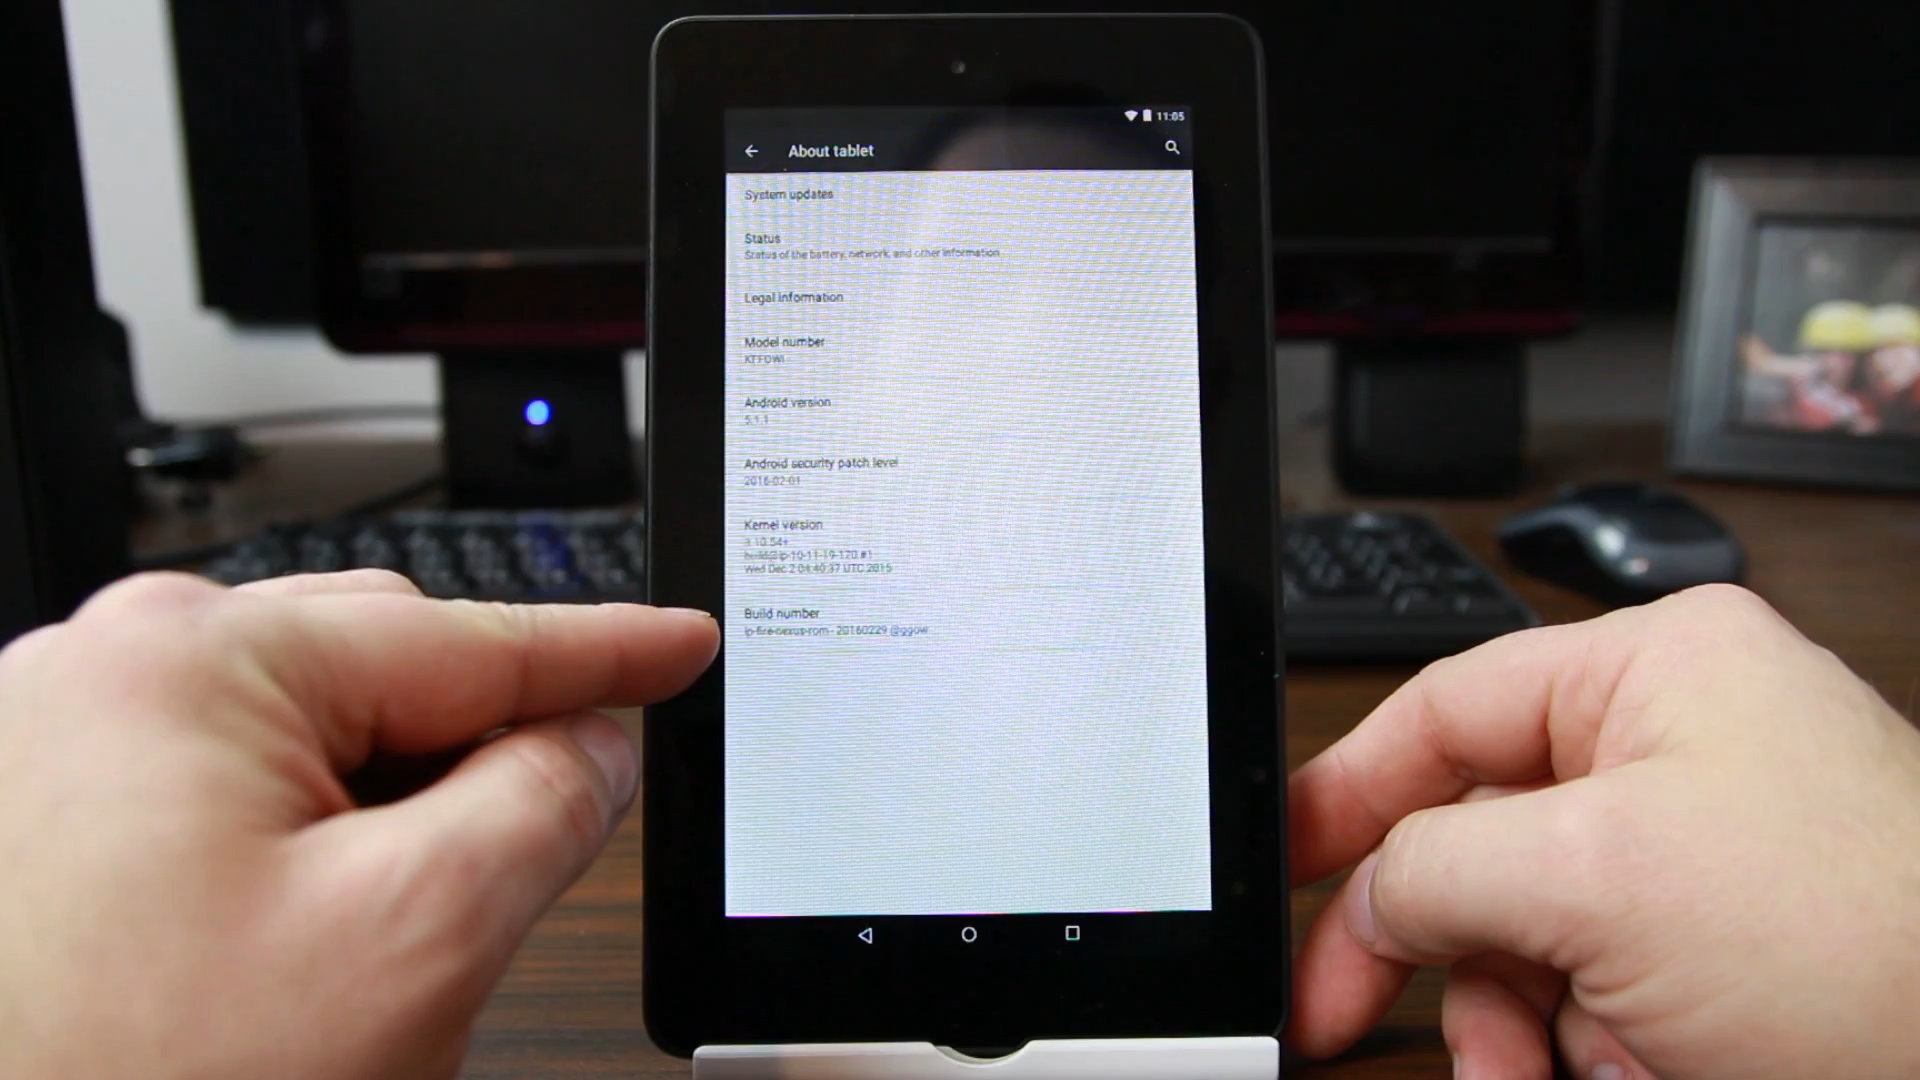 11:05
About tablet
System updates
Status
Status of the battery, network, and other information
Legal information
Model number
KFFOWI
Android version
5.1.1
Android security patch level
2016-02-01
Kernel version
3.10.54+
build@ip-10-11-19-170 #1
Wed Dec 2 04:40:37 UTC 2015
Build number
lp-fire-nexus-rom - 20160229 @ggow